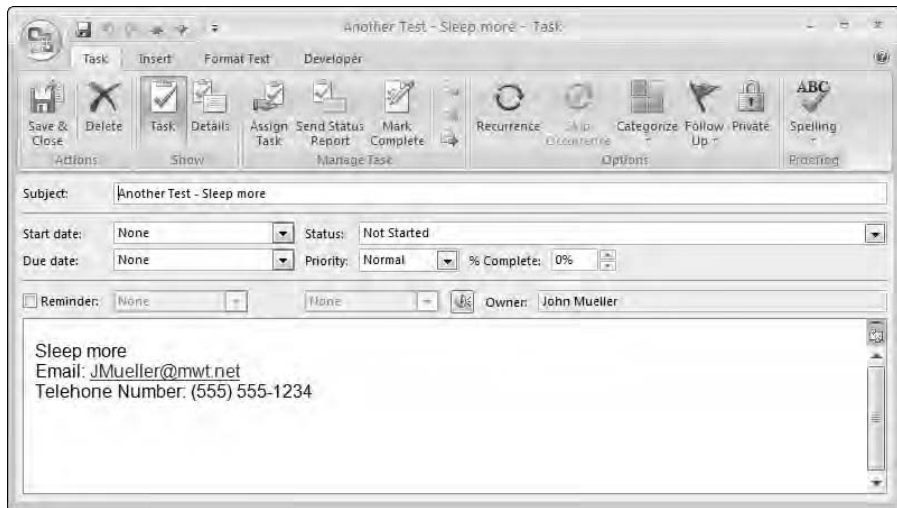 Another Test - Sleep more - Task
Task Insert Format Text Developer
Save & Close Delete Task Details Assign Task Send Status Report Mark Complete Recurrence Skip Occurrence Categorize Follow Up Private ABC Spelling
Actions Show Manage Task Options Proofing
Subject: Another Test - Sleep more
Start date: None Status: Not Started
Due date: None Priority: Normal % Complete: 0%
Reminder: None None Owner: John Mueller
Sleep more
Email: JMueller@mwt.net
Telehone Number: (555) 555-1234